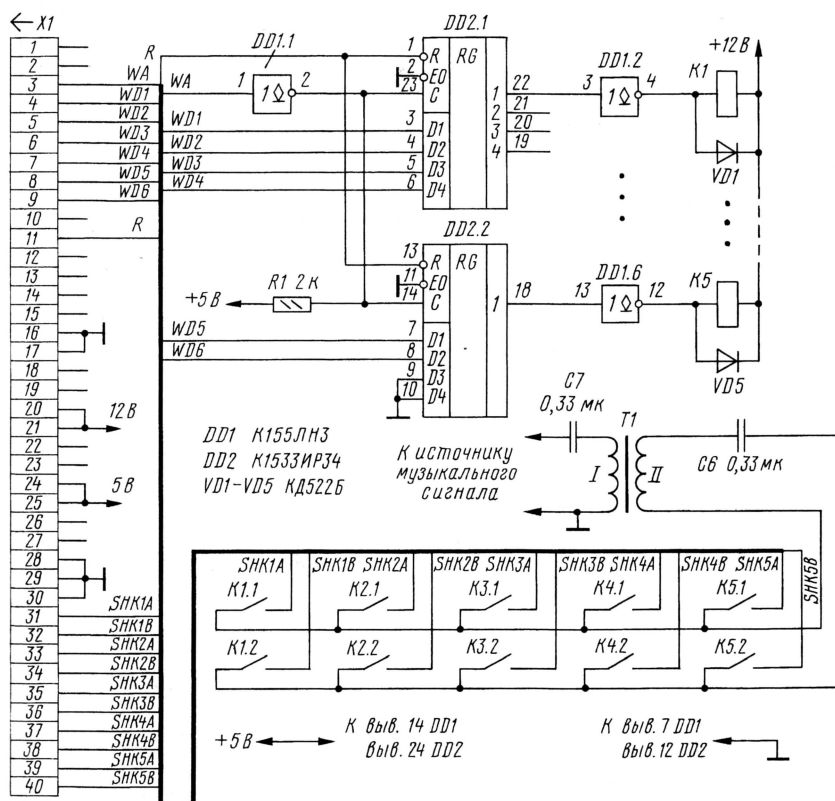 X1
1
2
3 WA
4 WD1
5 WD2
6 WD3
7 WD4
8 WD5
9 WD6
10
11 R
12
13
14
15
16
17
18
19
20
21 12 В
22
23
24
25 5 В
26
27
28
29
30
31 SHK1A
32 SHK1B
33 SHK2A
34 SHK2B
35 SHK3A
36 SHK3B
37 SHK4A
38 SHK4B
39 SHK5A
40 SHK5B
R
DD1.1
WA 1 1 2
WD1
WD2
WD3
WD4
DD2.1
1 R RG
2 E0
23 C
3 D1
4 D2
5 D3
6 D4
1 22
2 21
3 20
4 19
DD1.2
3 1 4
K1
+12В
VD1
DD2.2
13 R RG
11 E0
14 C
7 D1
8 D2
9 D3
10 D4
1 18
R1 2 К
+5В
WD5
WD6
DD1.6
13 1 12
K5
VD5
DD1 К155ЛН3
DD2 К1533ИР34
VD1-VD5 КД522Б
К источнику
музыкального
сигнала
C7
0,33 мк
T1
I II
C6 0,33мк
SHK1A SHK1B SHK2A SHK2B SHK3A SHK3B SHK4A SHK4B SHK5A SHK5B
K1.1 K2.1 K3.1 K4.1 K5.1
K1.2 K2.2 K3.2 K4.2 K5.2
+5В
К выв. 14 DD1
выв. 24 DD2
К выв. 7 DD1
выв. 12 DD2